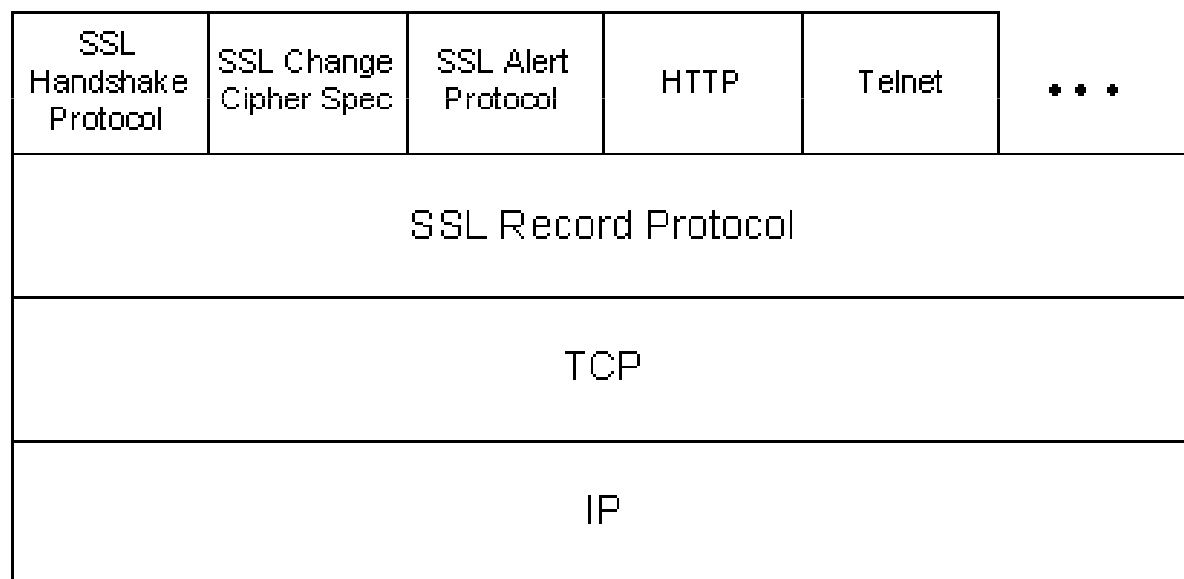 SSL
Handshake
Protocol
SSL Change
Cipher Spec
SSL Alert
Protocol
HTTP
Telnet
...
SSL Record Protocol
TCP
IP